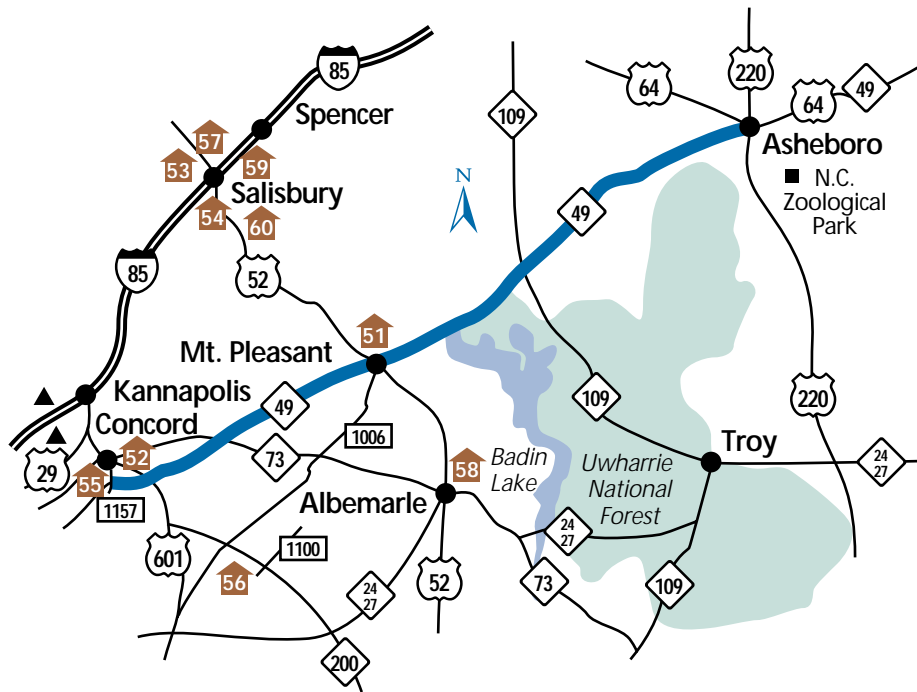 85
64
220
64
49
Spencer
109
57
53
59
Asheboro
N.C.
Zoological
Park
Salisbury
N
54
60
49
85
52
51
Mt. Pleasant
Kannapolis
49
109
220
Concord
1006
Troy
29
52
73
58
Badin
Lake
Uwharrie
National
Forest
24
27
55
Albemarle
1157
24
27
601
1100
56
24
27
52
73
109
200